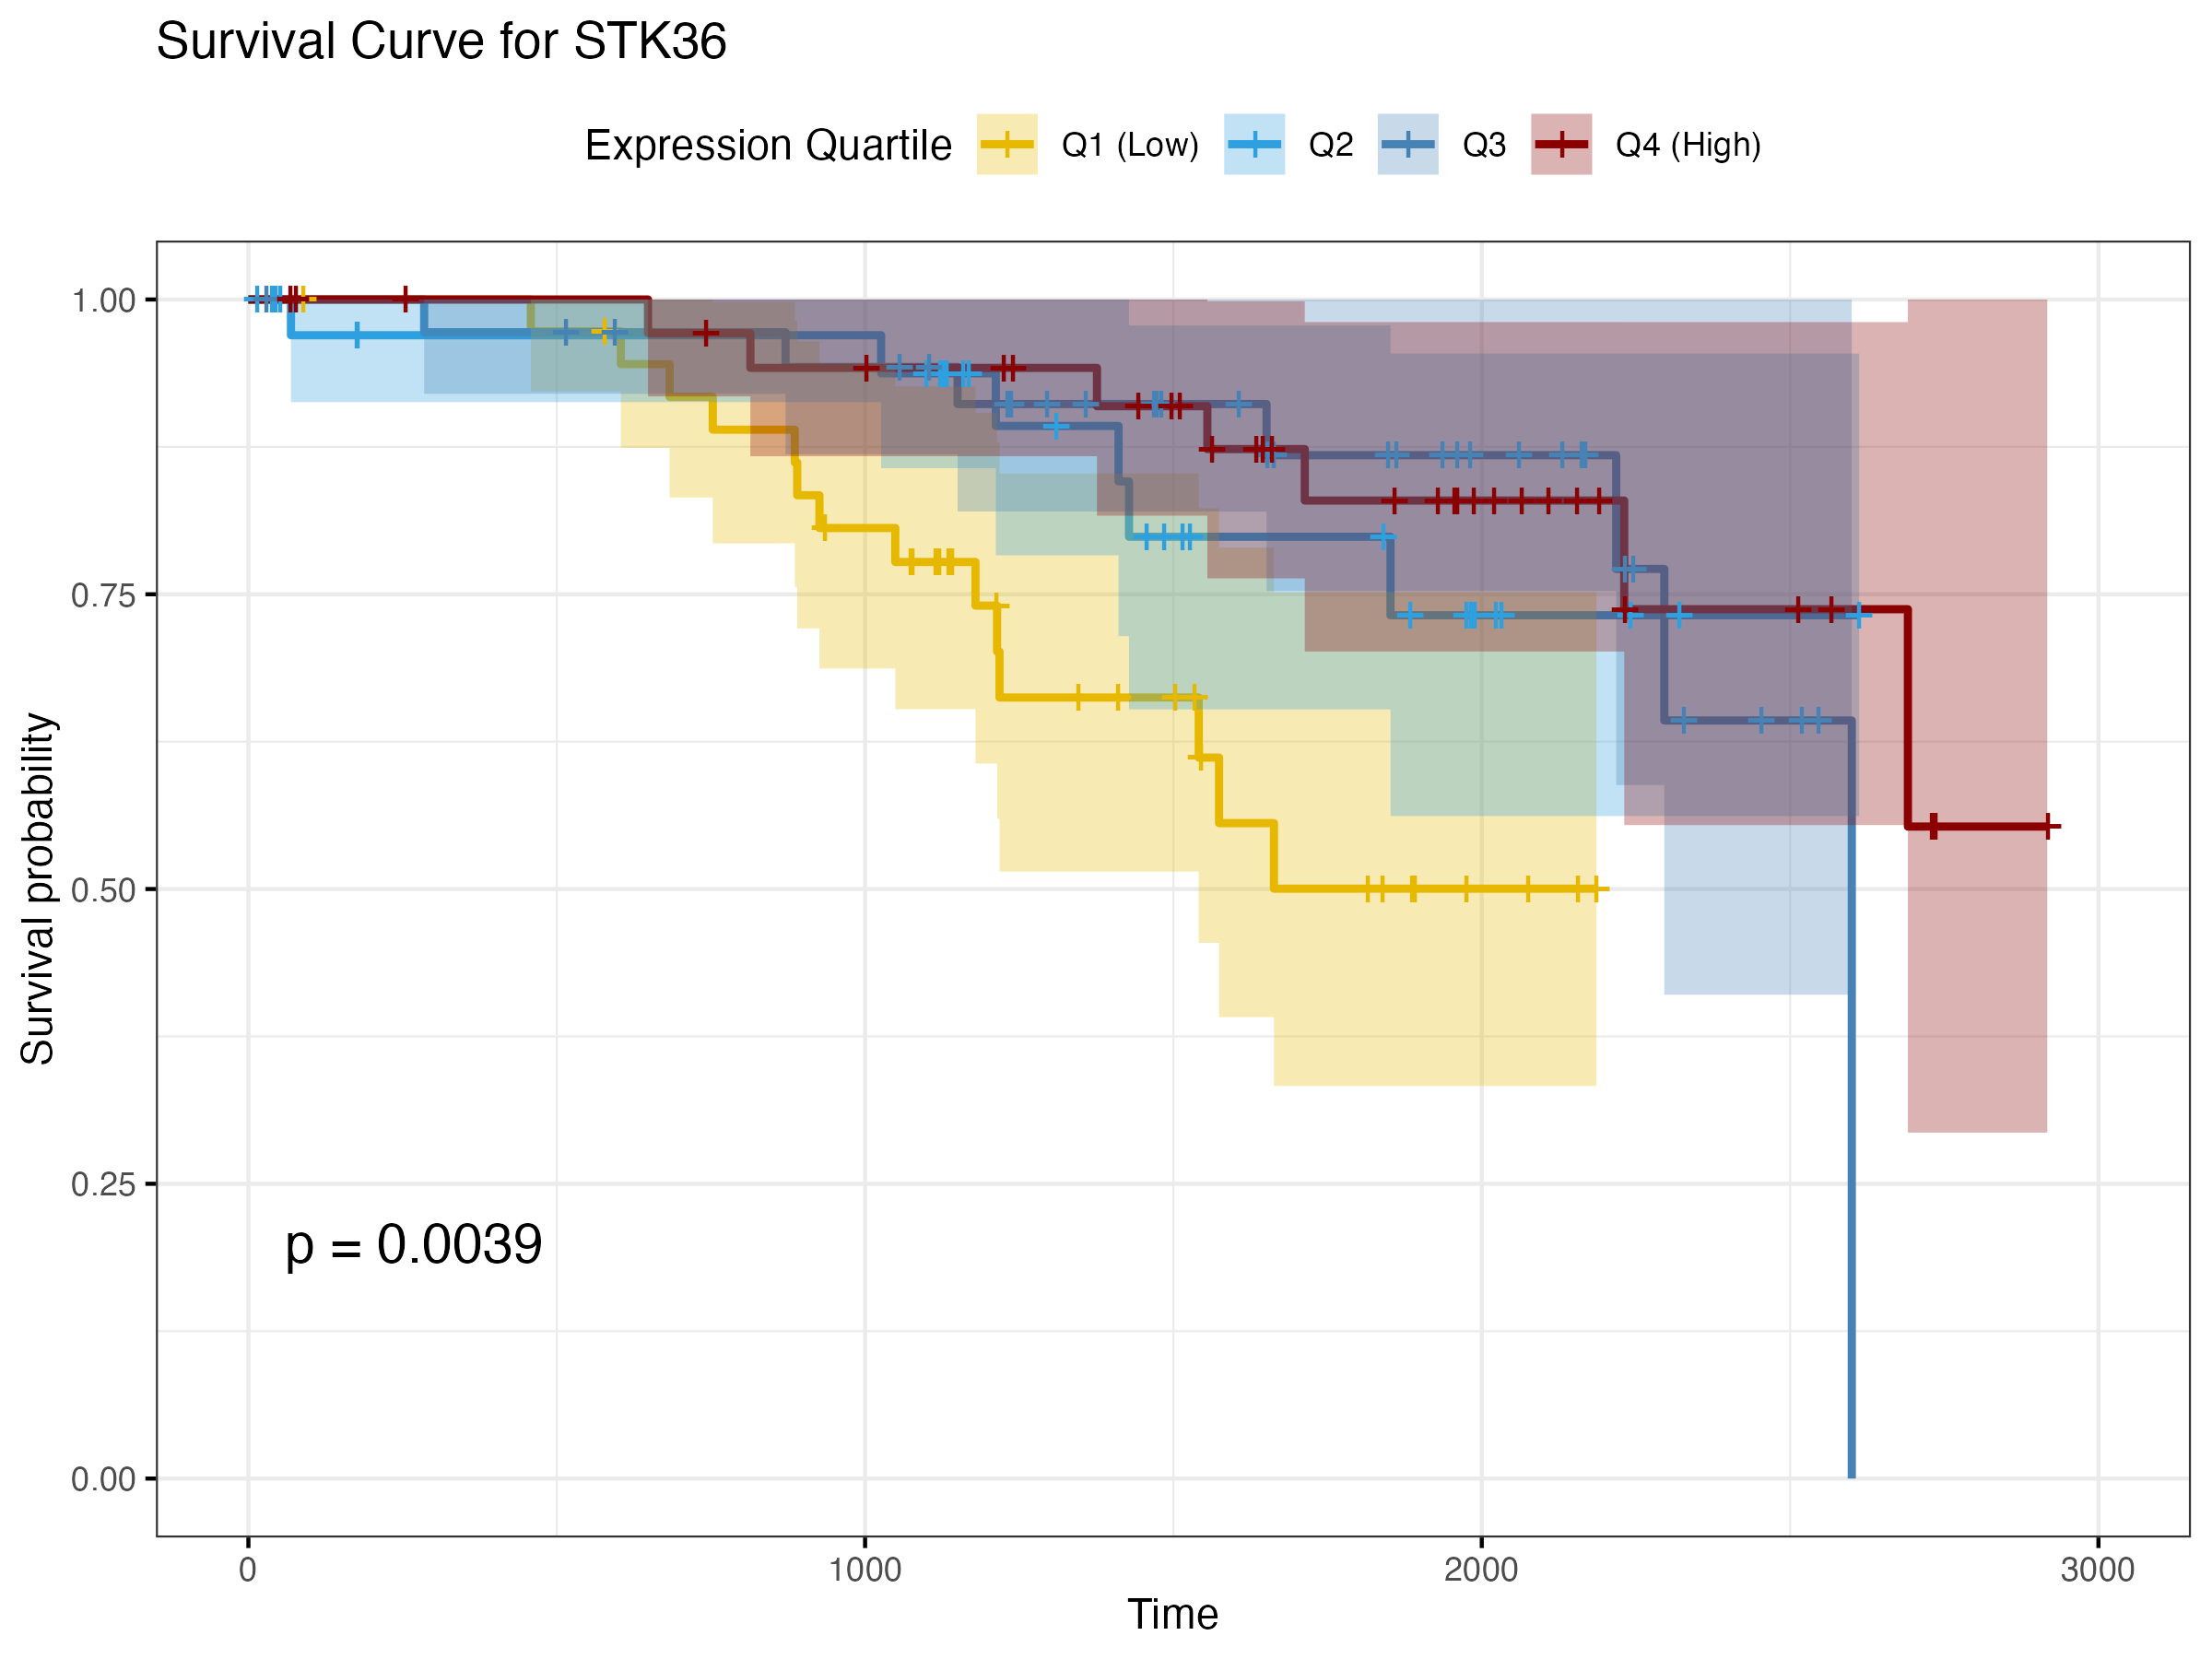 Survival Curve for STK36
Expression Quartile Q1 (Low) Q2 Q3 Q4 (High)
1.00
0.75
0.50
0.25
0.00
Survival probability
p = 0.0039
0 1000 2000 3000
Time